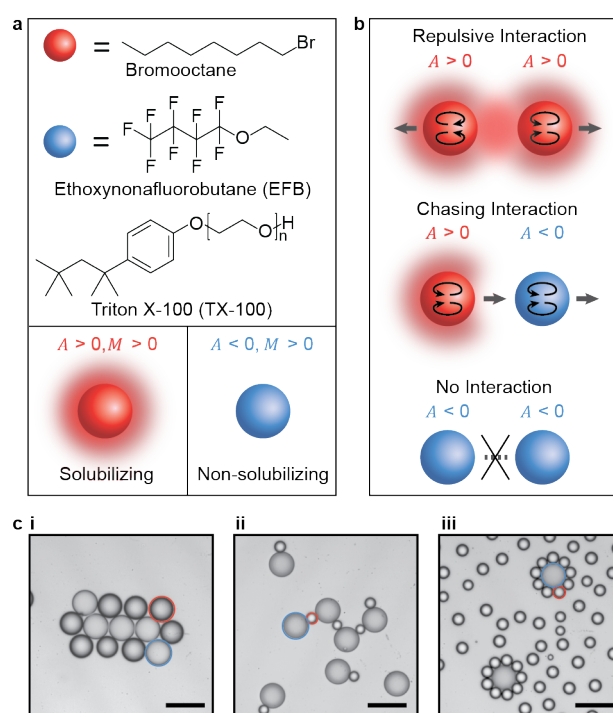 a
= Br
Bromooctane
= F F F F F F F F F O
Ethoxynonafluorobutane (EFB)
O O H n
Triton X-100 (TX-100)
A > 0, M > 0
Solubilizing
A < 0, M > 0
Non-solubilizing
b
Repulsive Interaction
A > 0 A > 0
Chasing Interaction
A > 0 A < 0
No Interaction
A < 0 A < 0
c i
ii
iii